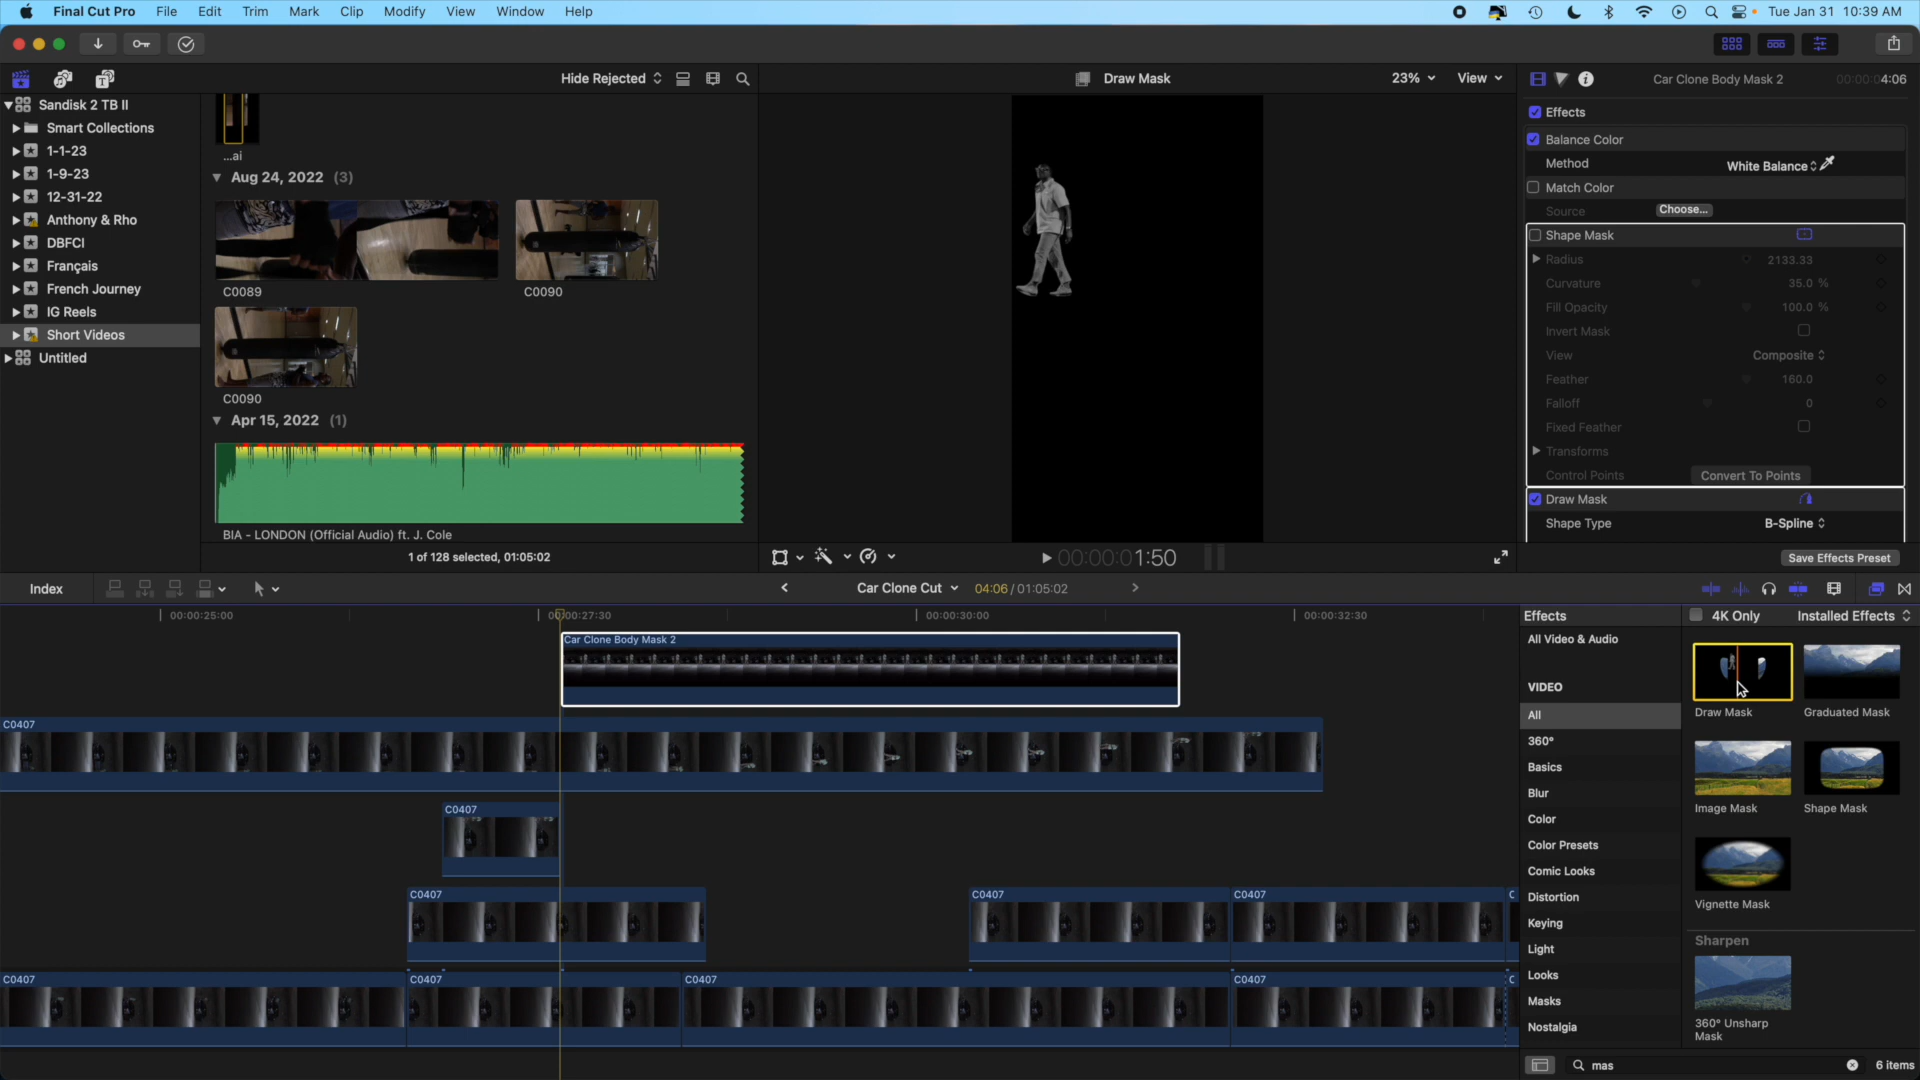 Final Cut Pro File Edit Trim Mark Clip Modify View Window Help
Tue Jan 31 10:39 AM
Hide Rejected
Draw Mask
23%
View
Car Clone Body Mask 2
00:00:04:06
Sandisk 2 TB II
Smart Collections
1-1-23
1-9-23
12-31-22
Anthony & Rho
DBFCI
Français
French Journey
IG Reels
Short Videos
Untitled
...ai
Aug 24, 2022 (3)
C0089
C0090
C0090
Apr 15, 2022 (1)
BIA - LONDON (Official Audio) ft. J. Cole
1 of 128 selected, 01:05:02
00:00:01:50
Effects
Balance Color
Method
White Balance
Match Color
Source
Choose...
Shape Mask
Radius
2133.33
Curvature
35.0 %
Fill Opacity
100.0 %
Invert Mask
View
Composite
Feather
160.0
Falloff
0
Fixed Feather
Transforms
Control Points
Convert To Points
Draw Mask
Shape Type
B-Spline
Save Effects Preset
Index
Car Clone Cut
04:06 / 01:05:02
00:00:25:00
00:00:27:30
00:00:30:00
00:00:32:30
Car Clone Body Mask 2
C0407
C0407
C0407
C0407
C0407
C
C0407
C0407
C0407
C0407
C
Effects
4K Only
Installed Effects
All Video & Audio
VIDEO
All
360°
Basics
Blur
Color
Color Presets
Comic Looks
Distortion
Keying
Light
Looks
Masks
Nostalgia
Draw Mask
Graduated Mask
Image Mask
Shape Mask
Vignette Mask
Sharpen
360° Unsharp
Mask
mas
6 items